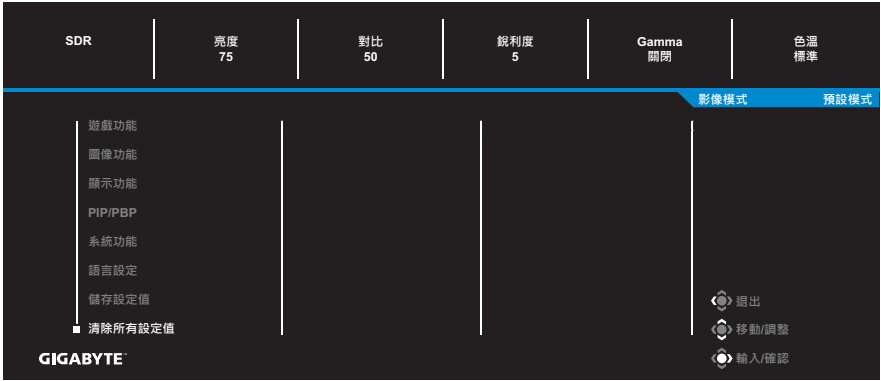 SDR 亮度 對比 銳利度 Gamma 色溫
75 50 5 關閉 標準
影像模式 預設模式
遊戲功能
圖像功能
顯示功能
PIP/PBP
系統功能
語言設定
儲存設定值
清除所有設定值
退出
移動/調整
輸入/確認
GIGABYTE™